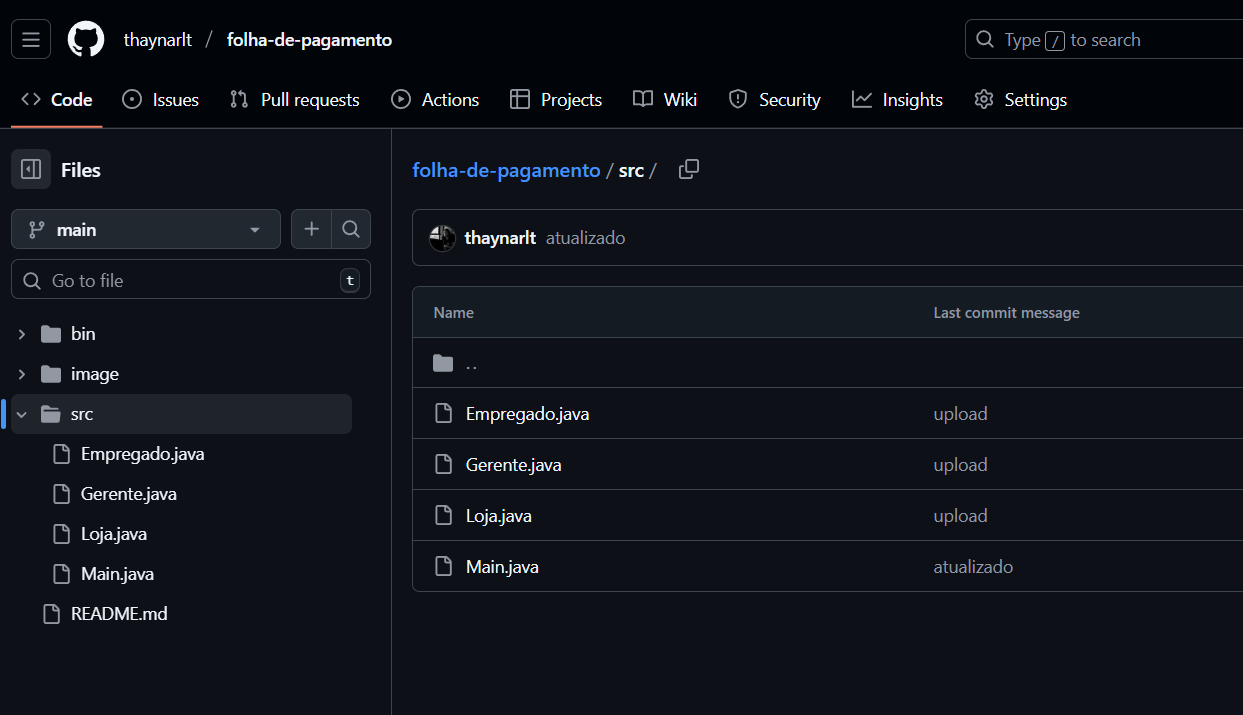 thaynarlt / folha-de-pagamento
Type / to search
Code Issues Pull requests Actions Projects Wiki Security Insights Settings
Files
main
Go to file t
bin
image
src
Empregado.java
Gerente.java
Loja.java
Main.java
README.md
folha-de-pagamento / src /
thaynarlt atualizado
Name Last commit message
..
Empregado.java upload
Gerente.java upload
Loja.java upload
Main.java atualizado